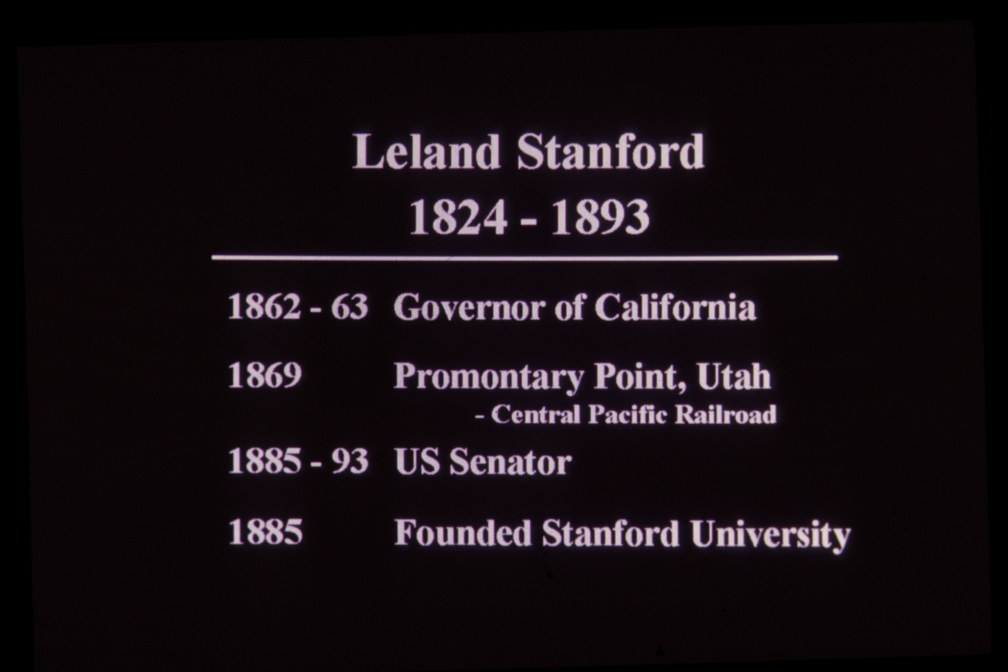 Leland Stanford
1824 - 1893
1862 - 63 Governor of California
1869 Promontary Point, Utah
- Central Pacific Railroad
1885 - 93 US Senator
1885 Founded Stanford University